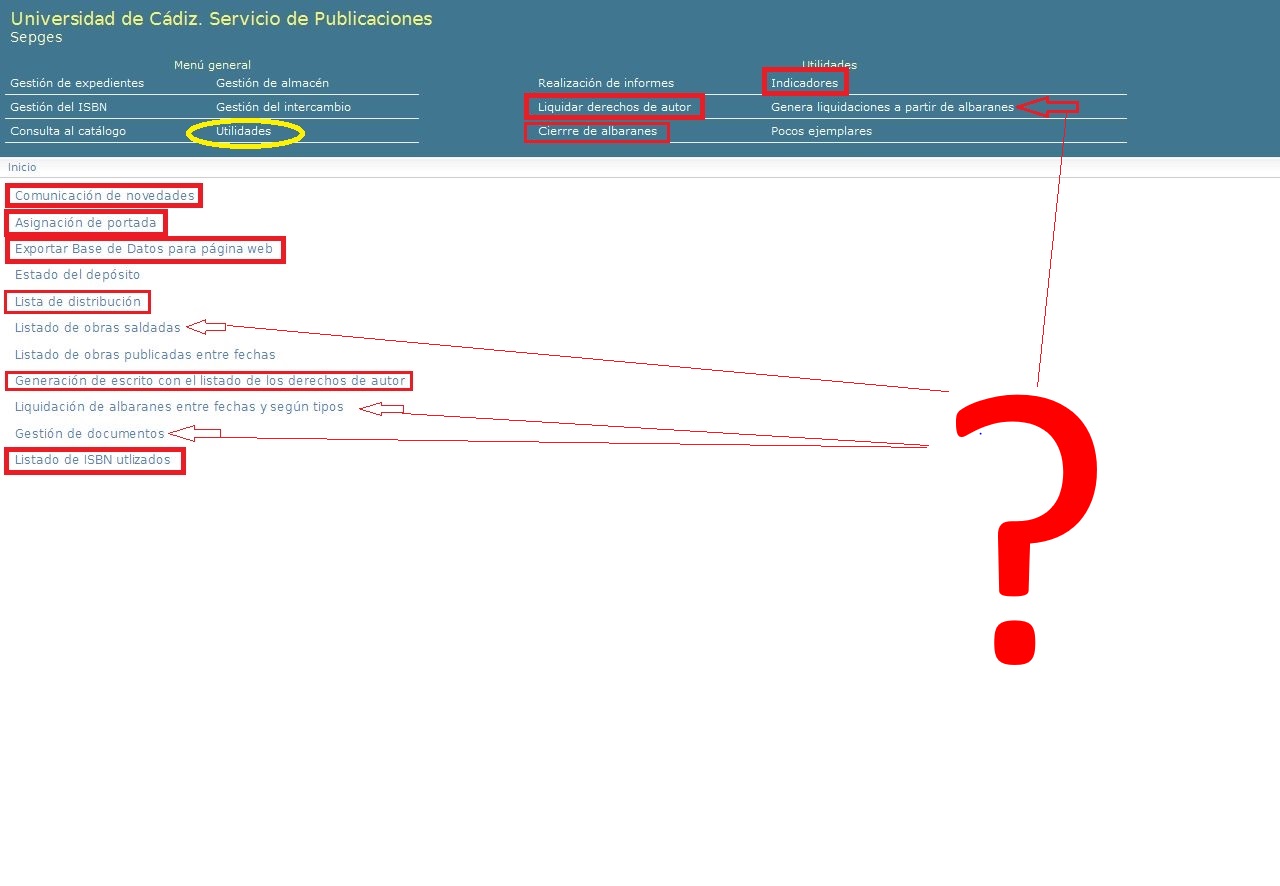 Universidad de Cádiz. Servicio de Publicaciones
Sepges
Menú general
Utilidades
Gestión de expedientes Gestión de almacén Realización de informes Indicadores
Gestión del ISBN Gestión del intercambio Liquidar derechos de autor Genera liquidaciones a partir de albaranes
Consulta al catálogo Utilidades Cierrre de albaranes Pocos ejemplares
Inicio
Comunicación de novedades
Asignación de portada
Exportar Base de Datos para página web
Estado del depósito
Lista de distribución
Listado de obras saldadas
Listado de obras publicadas entre fechas
Generación de escrito con el listado de los derechos de autor
Liquidación de albaranes entre fechas y según tipos
Gestión de documentos
Listado de ISBN utlizados
?